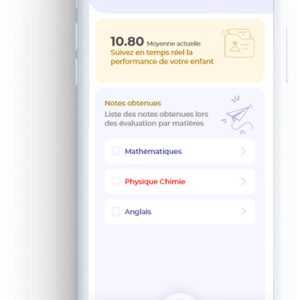 10.80 Moyenne actuelle
Suivez en temps réel la
performance de votre enfant
Notes obtenues
Liste des notes obtenues lors
des évaluation par matières
Mathématiques
Physique Chimie
Anglais